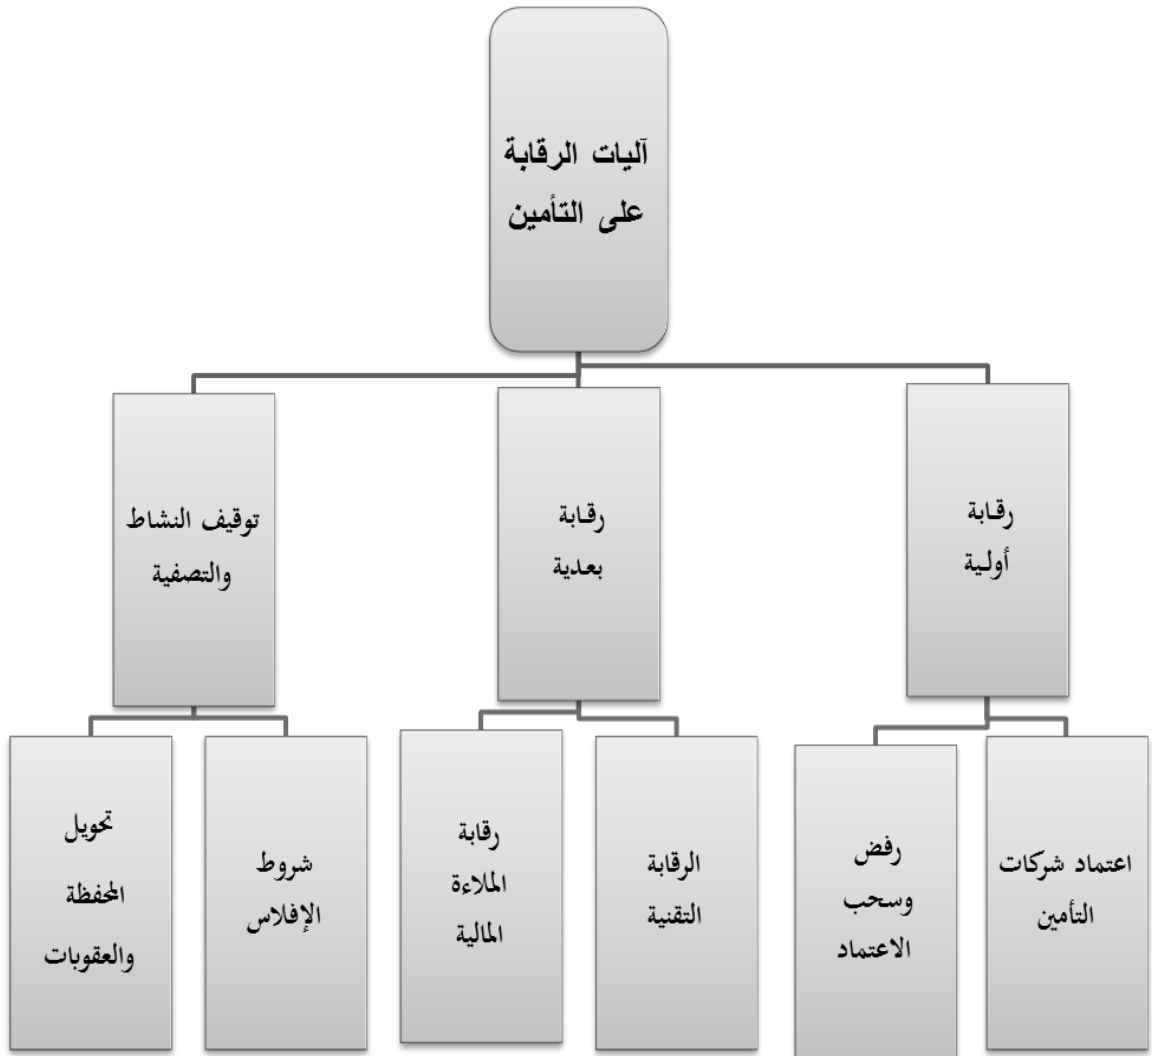 آليات الرقابة
على التأمين
رقابة
أولية
رقابة
بعدية
توقيف النشاط
والتصفية
اعتماد شركات
التأمين
رفض
وسحب
الاعتماد
الرقابة
التقنية
رقابة
الملاءة
المالية
شروط
الإفلاس
تحويل
المحفظة
والعقوبات